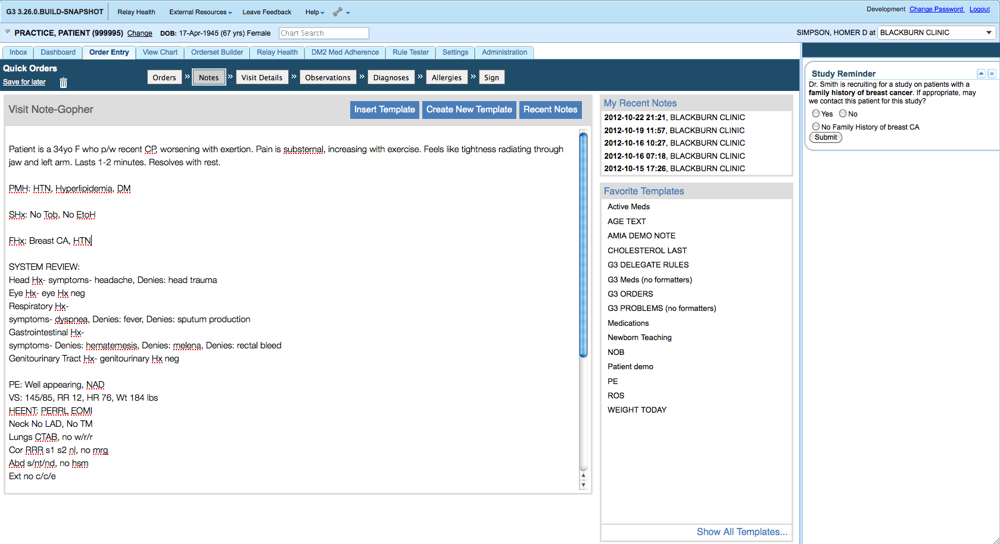 G3 3.26.0.BUILD-SNAPSHOT Relay Health External Resources Leave Feedback Help Development Change Password Logout
PRACTICE, PATIENT (999995) Change DOB: 17-Apr-1945 (67 yrs) Female Chart Search SIMPSON, HOMER D at BLACKBURN CLINIC
Inbox Dashboard Order Entry View Chart Orderset Builder Relay Health DM2 Med Adherence Rule Tester Settings Administration
Quick Orders
Save for later
Orders » Notes » Visit Details » Observations » Diagnoses » Allergies » Sign
Visit Note-Gopher Insert Template Create New Template Recent Notes
Patient is a 34yo F who p/w recent CP, worsening with exertion. Pain is substernal, increasing with exercise. Feels like tightness radiating through
jaw and left arm. Lasts 1-2 minutes. Resolves with rest.
PMH: HTN, Hyperlipidemia, DM
SHx: No Tob, No EtoH
FHx: Breast CA, HTN
SYSTEM REVIEW:
Head Hx- symptoms- headache, Denies: head trauma
Eye Hx- eye Hx neg
Respiratory Hx-
symptoms- dyspnea, Denies: fever, Denies: sputum production
Gastrointestinal Hx-
symptoms- Denies: hematemesis, Denies: melena, Denies: rectal bleed
Genitourinary Tract Hx- genitourinary Hx neg
PE: Well appearing, NAD
VS: 145/85, RR 12, HR 76, Wt 184 lbs
HEENT: PERRL EOMI
Neck No LAD, No TM
Lungs CTAB, no w/r/r
Cor RRR s1 s2 nl, no mrg
Abd s/nt/nd, no hsm
Ext no c/c/e
My Recent Notes
2012-10-22 21:21, BLACKBURN CLINIC
2012-10-19 11:57, BLACKBURN CLINIC
2012-10-16 10:27, BLACKBURN CLINIC
2012-10-16 07:18, BLACKBURN CLINIC
2012-10-15 17:26, BLACKBURN CLINIC
Favorite Templates
Active Meds
AGE TEXT
AMIA DEMO NOTE
CHOLESTEROL LAST
G3 DELEGATE RULES
G3 Meds (no formatters)
G3 ORDERS
G3 PROBLEMS (no formatters)
Medications
Newborn Teaching
NOB
Patient demo
PE
ROS
WEIGHT TODAY
Show All Templates...
Study Reminder
Dr. Smith is recruiting for a study on patients with a
family history of breast cancer. If appropriate, may
we contact this patient for this study?
Yes No
No Family History of breast CA
Submit